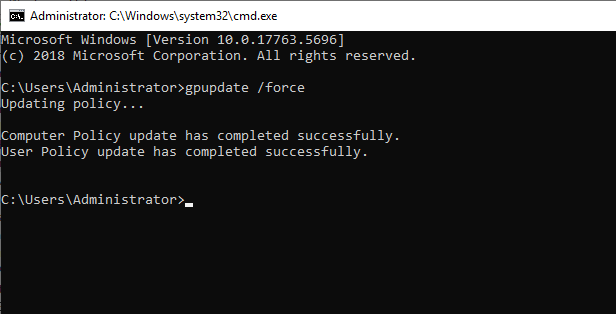 Administrator: C:\Windows\system32\cmd.exe
Microsoft Windows [Version 10.0.17763.5696]
(c) 2018 Microsoft Corporation. All rights reserved.
C:\Users\Administrator>gpupdate /force
Updating policy...
Computer Policy update has completed successfully.
User Policy update has completed successfully.
C:\Users\Administrator>